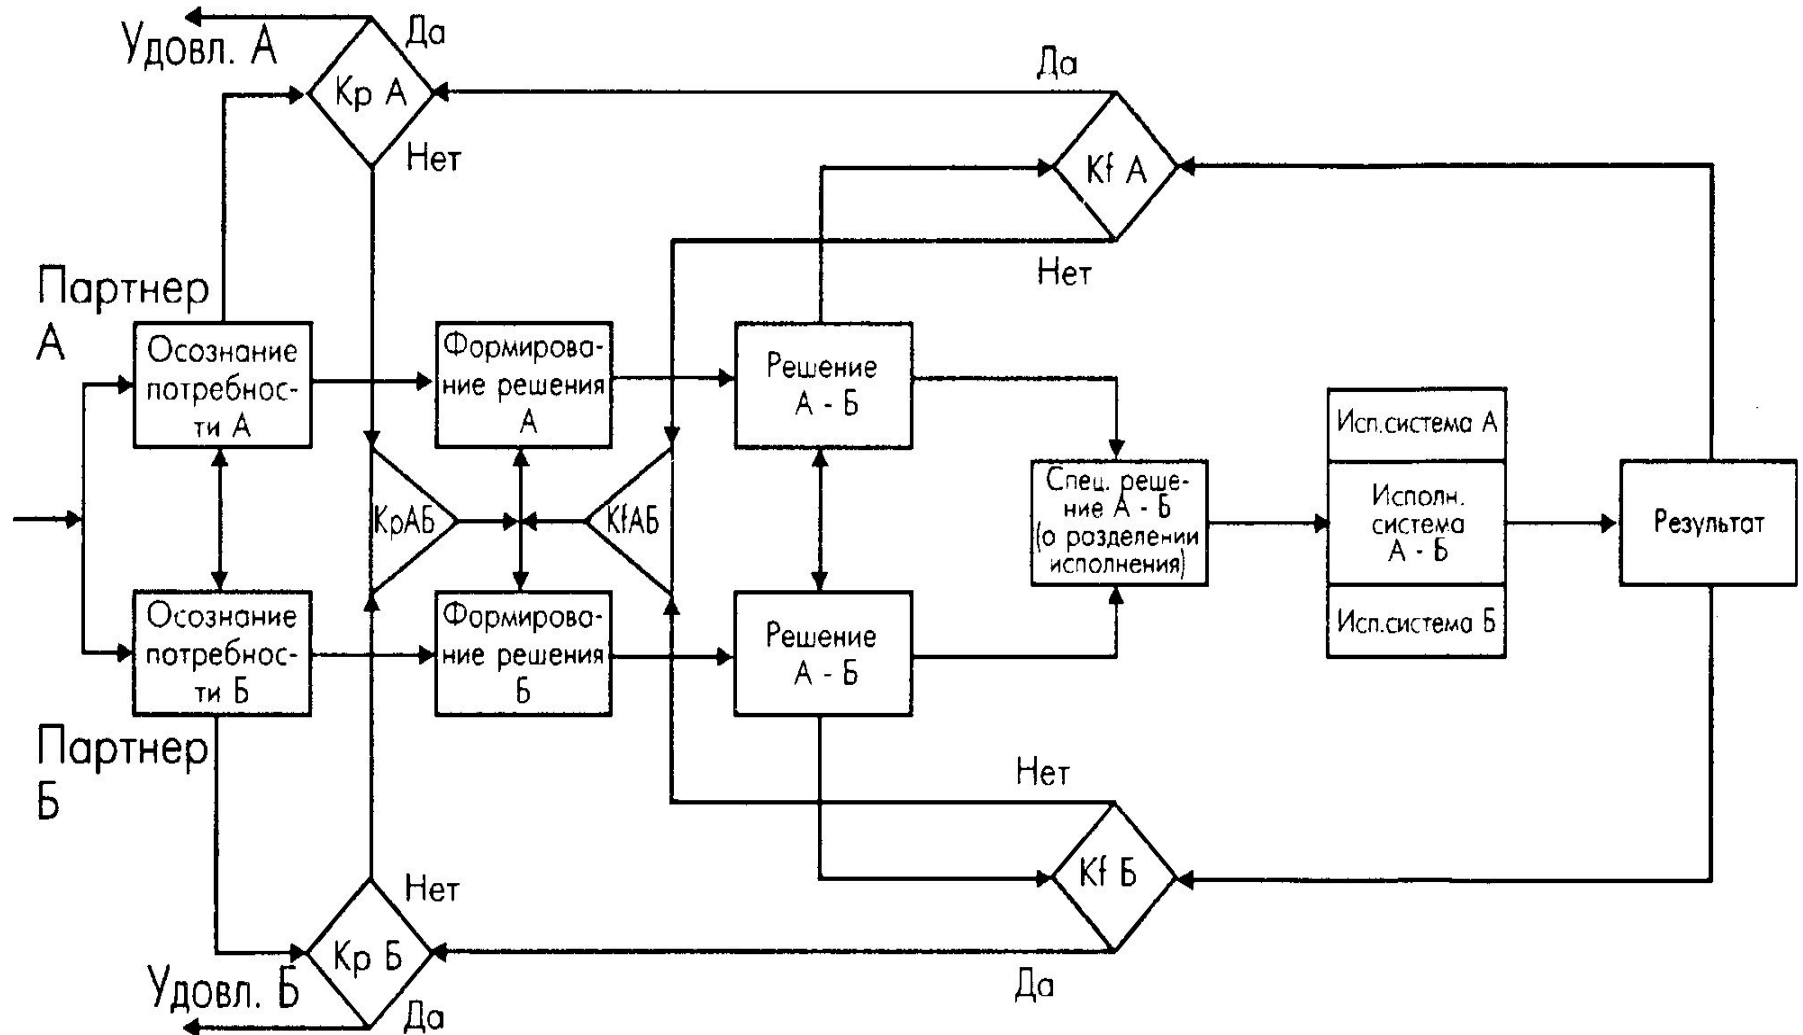 Удовл. А
Да
Кр А
Нет
Да
Kf А
Нет
Партнер
А
Осознание
потребнос-
ти А
Формирова-
ние решения
А
Решение
А - Б
Исп.система А
КрАБ
KfАБ
Спец. реше-
ние А - Б
(о розделении
исполнения)
Исполн.
система
А - Б
Результат
Осознание
потребнос-
ти Б
Формирова-
ние решения
Б
Решение
А - Б
Исп.система Б
Партнер
Б
Нет
Kf Б
Да
Нет
Кр Б
Удовл. Б
Да